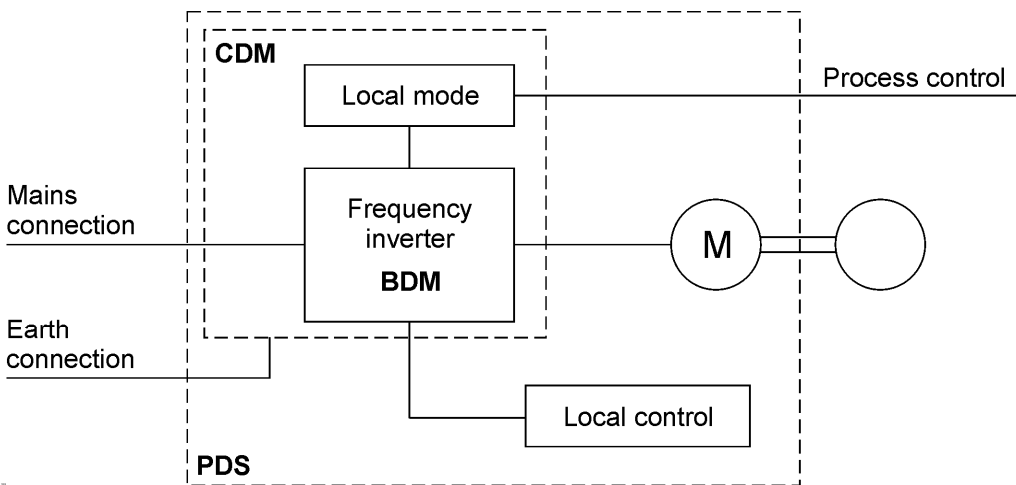 CDM
Local mode
Process control
Mains
connection
Frequency
inverter
BDM
M
Earth
connection
Local control
PDS